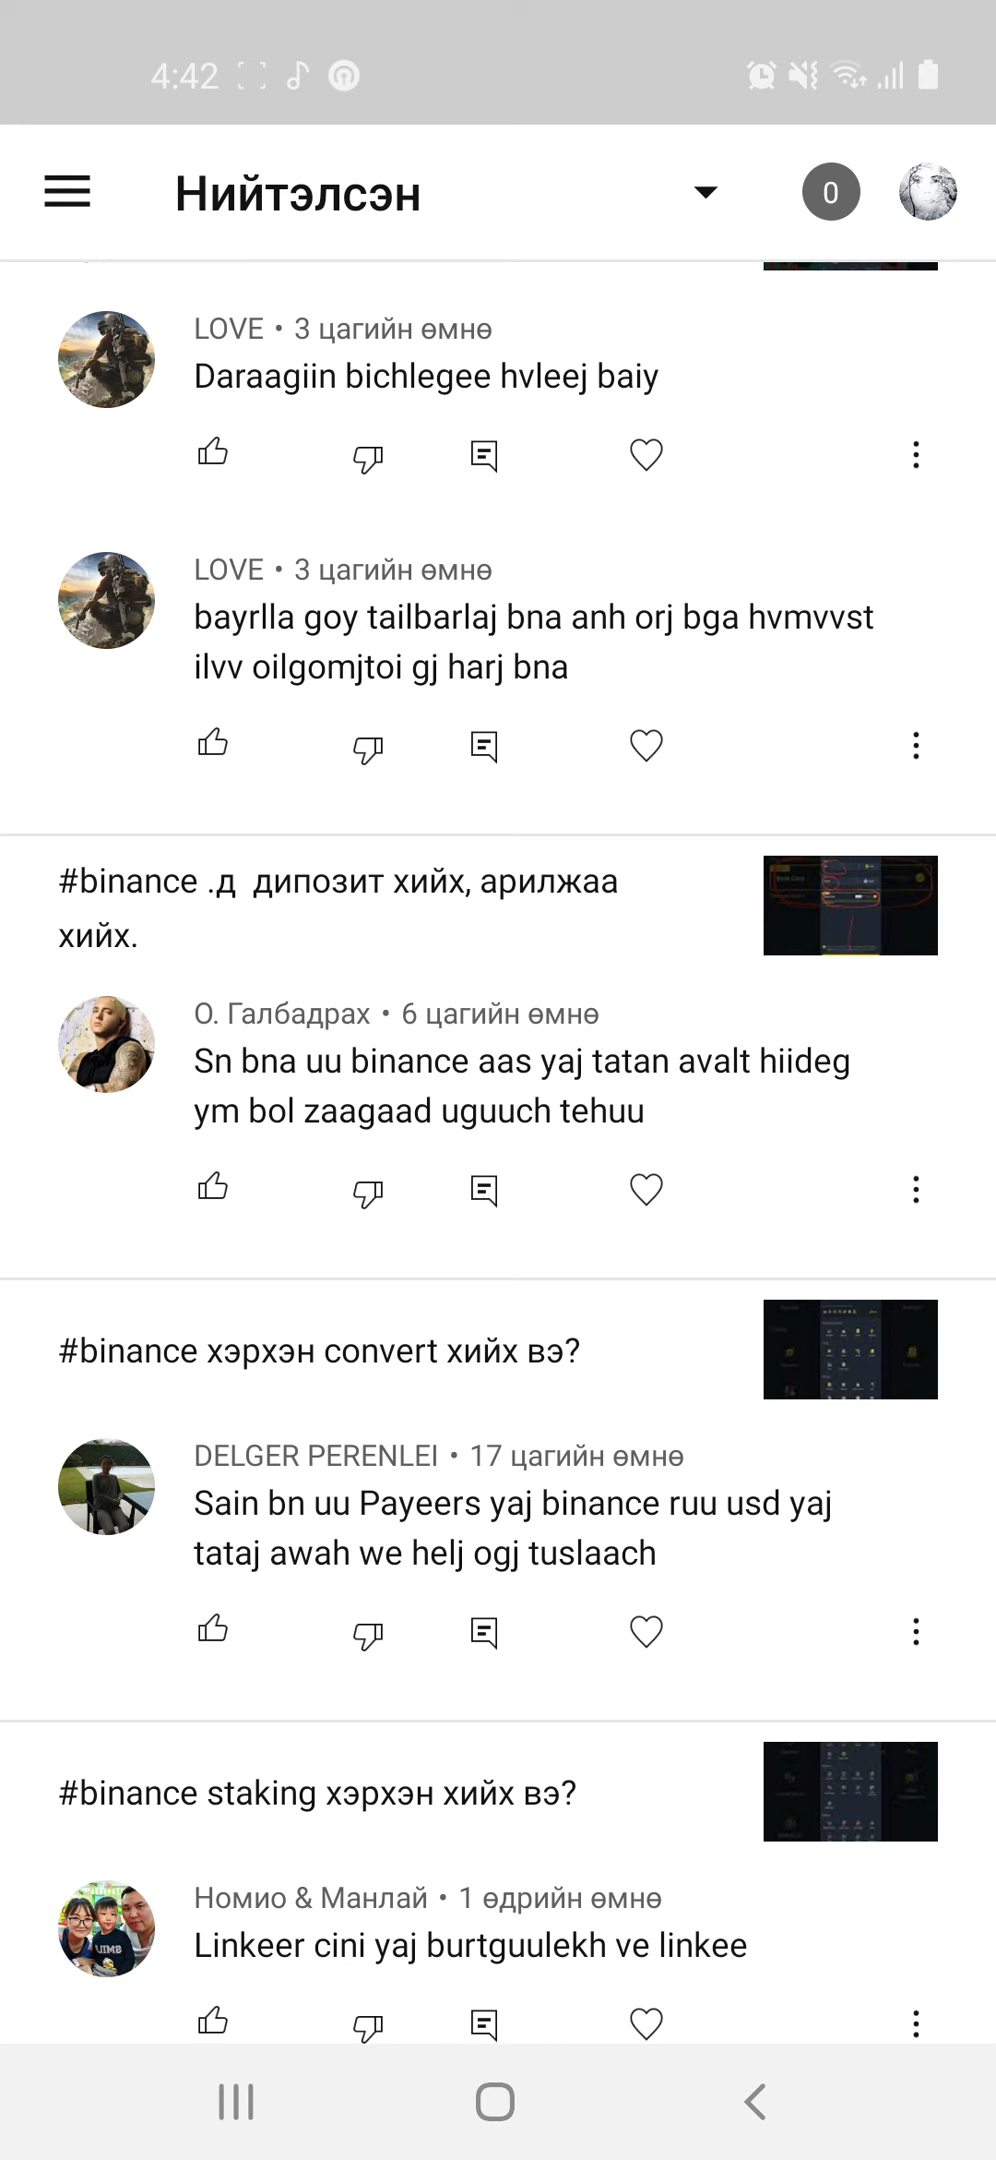 4:42
Нийтэлсэн
0
LOVE • 3 цагийн өмнө
Daraagiin bichlegee hvleej baiy
LOVE • 3 цагийн өмнө
bayrlla goy tailbarlaj bna anh orj bga hvmvvst
ilvv oilgomjtoi gj harj bna
#binance .д дипозит хийх, арилжаа
хийх.
О. Галбадрах • 6 цагийн өмнө
Sn bna uu binance aas yaj tatan avalt hiideg
ym bol zaagaad uguuch tehuu
#binance хэрхэн convert хийх вэ?
DELGER PERENLEI • 17 цагийн өмнө
Sain bn uu Payeers yaj binance ruu usd yaj
tataj awah we helj ogj tuslaach
#binance staking хэрхэн хийх вэ?
Номио & Манлай • 1 өдрийн өмнө
Linkeer cini yaj burtguulekh ve linkee